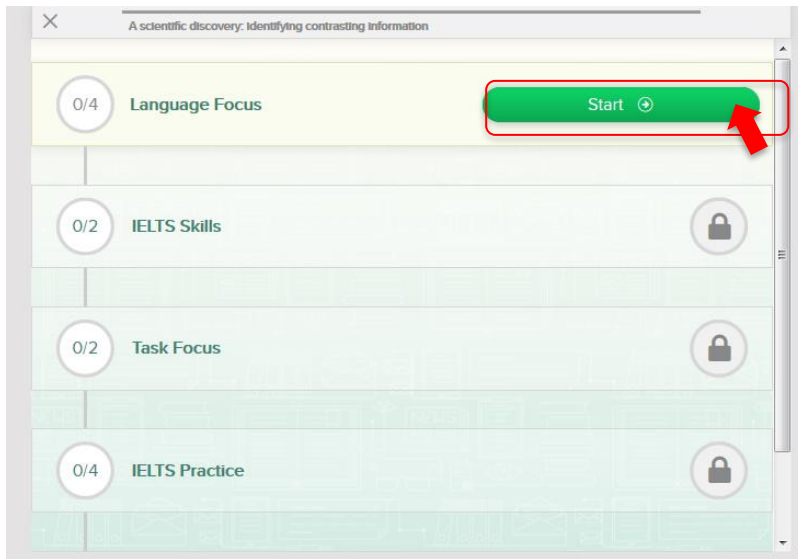 A scientific discovery: Identifying contrasting information
0/4 Language Focus Start
0/2 IELTS Skills
0/2 Task Focus
0/4 IELTS Practice